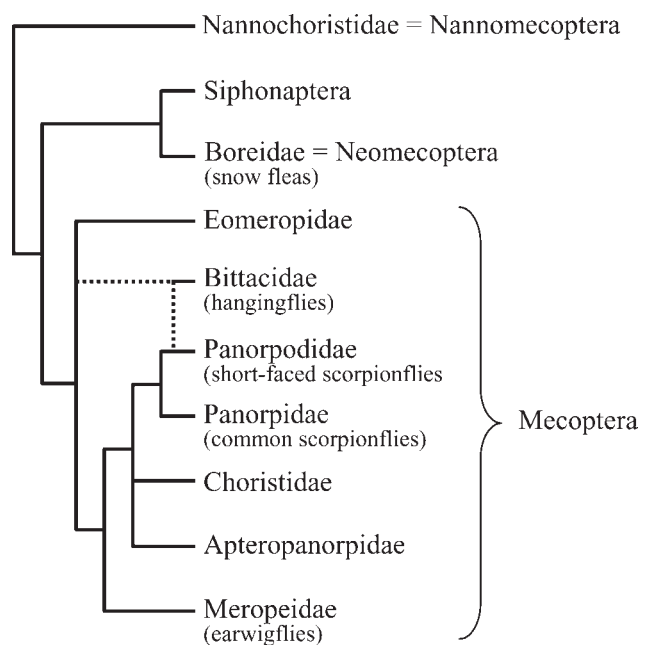 Nannochoristidae = Nannomecoptera
Siphonaptera
Boreidae = Neomecoptera
(snow fleas)
Eomeropidae
Bittacidae
(hangingflies)
Panorpodidae
(short-faced scorpionflies
Panorpidae
(common scorpionflies)
Mecoptera
Choristidae
Apteropanorpidae
Meropeidae
(earwigflies)